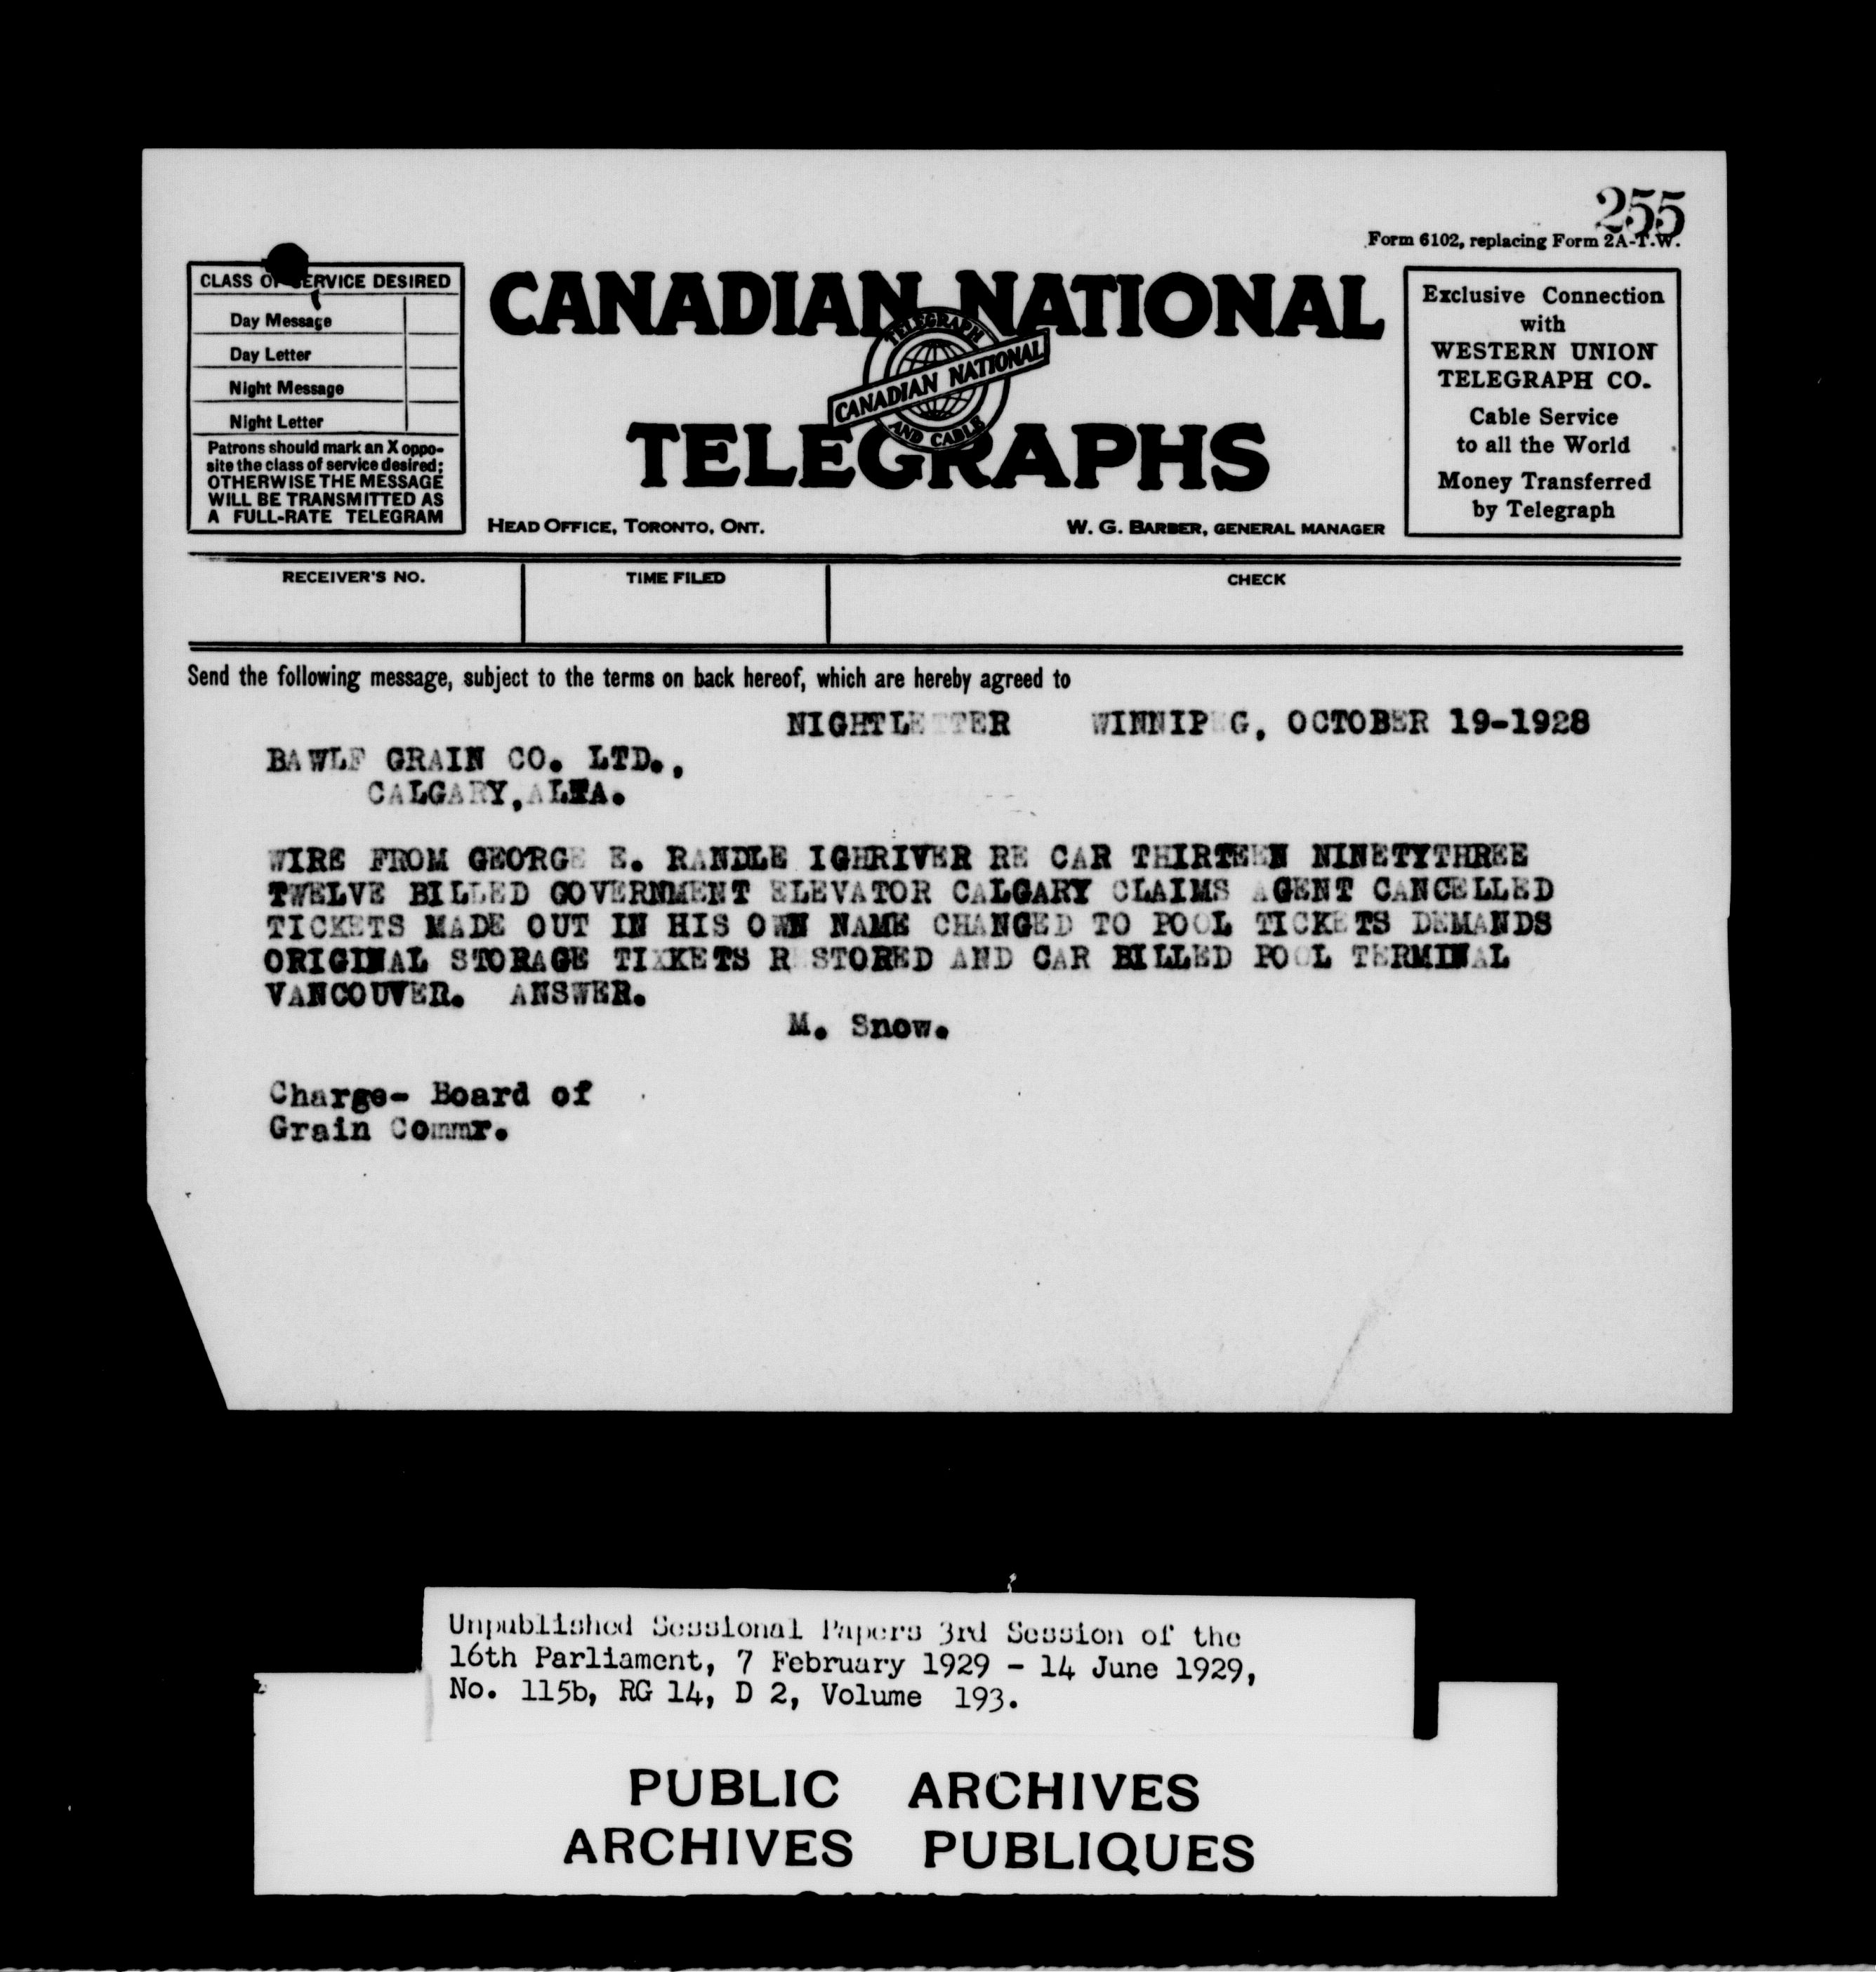 255
Form 6102, replacing Form 2A-T.W.
CLASS OF SERVICE DESIRED
Day Message
Day Letter
Night Message
Night Letter
Patrons should mark an X oppo-
site the class of service desired;
OTHERWISE THE MESSAGE
WILL BE TRANSMITTED AS
A FULL-RATE TELEGRAM
CANADIAN NATIONAL
TELEGRAPH
CANADIAN NATIONAL
AND CABLE
TELEGRAPHS
HEAD OFFICE, TORONTO, ONT.
W. G. BARBER, GENERAL MANAGER
Exclusive Connection
with
WESTERN UNION
TELEGRAPH CO.
Cable Service
to all the World
Money Transferred
by Telegraph
RECEIVER'S NO.
TIME FILED
CHECK
Send the following message, subject to the terms on back hereof, which are hereby agreed to
NIGHTLETTER WINNIPEG, OCTOBER 19-1928
BAWLF GRAIN CO. LTD.,
CALGARY, ALTA.
WIRE FROM GEORGE E. RANDLE IGHRIVER RE CAR THIRTEEN NINETYTHREE
TWELVE BILLED GOVERNMENT ELEVATOR CALGARY CLAIMS AGENT CANCELLED
TICKETS MADE OUT IN HIS OWN NAME CHANGED TO POOL TICKETS DEMANDS
ORIGINAL STORAGE TIXKETS RESTORED AND CAR BILLED POOL TERMINAL
VANCOUVER. ANSWER.
M. Snow.
Charge- Board of
Grain Commr.
Unpublished Sessional Papers 3rd Session of the
16th Parliament, 7 February 1929 - 14 June 1929,
No. 115b, RG 14, D 2, Volume 193.
PUBLIC ARCHIVES
ARCHIVES PUBLIQUES